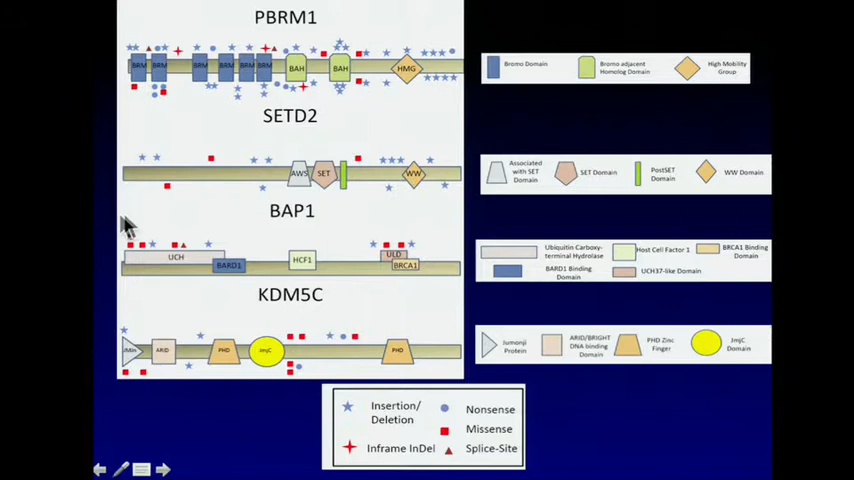 PBRM1
BRM BRM BRM BRM BRM BRM BAH BAH HMG
Bromo Domain
Bromo adjacent
Homolog Domain
High Mobility
Group
SETD2
AWS SET WW
Associated
with SET
Domain
SET Domain
PostSET
Domain
WW Domain
BAP1
UCH BARD1 HCF1 ULD BRCA1
Ubiquitin Carboxy-
terminal Hydrolase
Host Cell Factor 1
BRCA1 Binding
Domain
BARD1 Binding
Domain
UCH37-like Domain
KDM5C
JMIn ARID PHD JmjC PHD
Jumonji
Protein
ARID/BRIGHT
DNA binding
Domain
PHD Zinc
Finger
JmjC
Domain
Insertion/
Deletion
Nonsense
Missense
Inframe InDel
Splice-Site